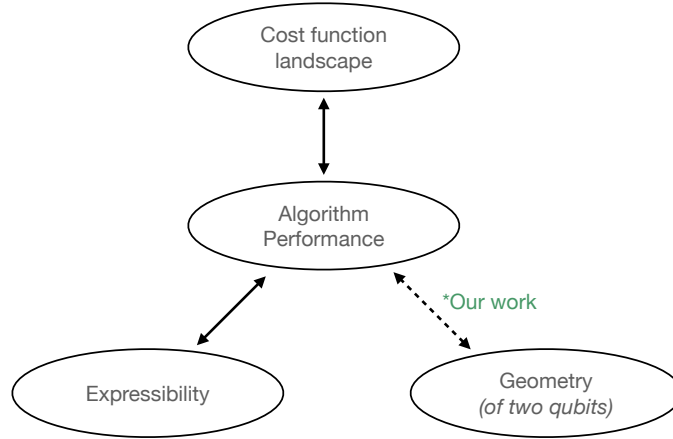 Cost function
landscape
Algorithm
Performance
*Our work
Expressibility
Geometry
(of two qubits)